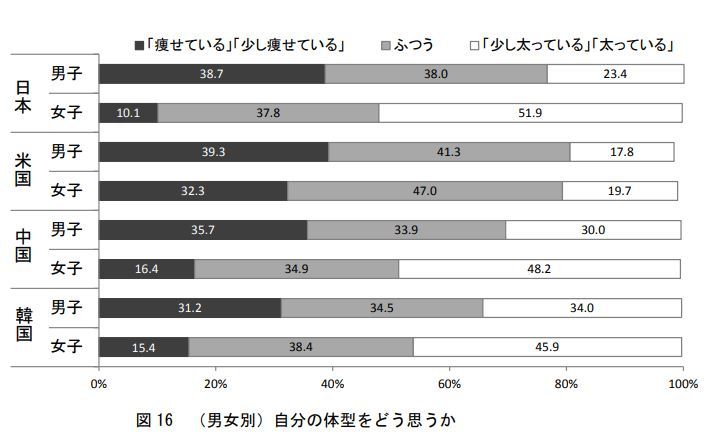 「痩せている」「少し痩せている」 ふつう 「少し太っている」「太っている」
日本
男子 38.7 38.0 23.4
女子 10.1 37.8 51.9
米国
男子 39.3 41.3 17.8
女子 32.3 47.0 19.7
中国
男子 35.7 33.9 30.0
女子 16.4 34.9 48.2
韓国
男子 31.2 34.5 34.0
女子 15.4 38.4 45.9
0% 20% 40% 60% 80% 100%
図16 （男女別）自分の体型をどう思うか